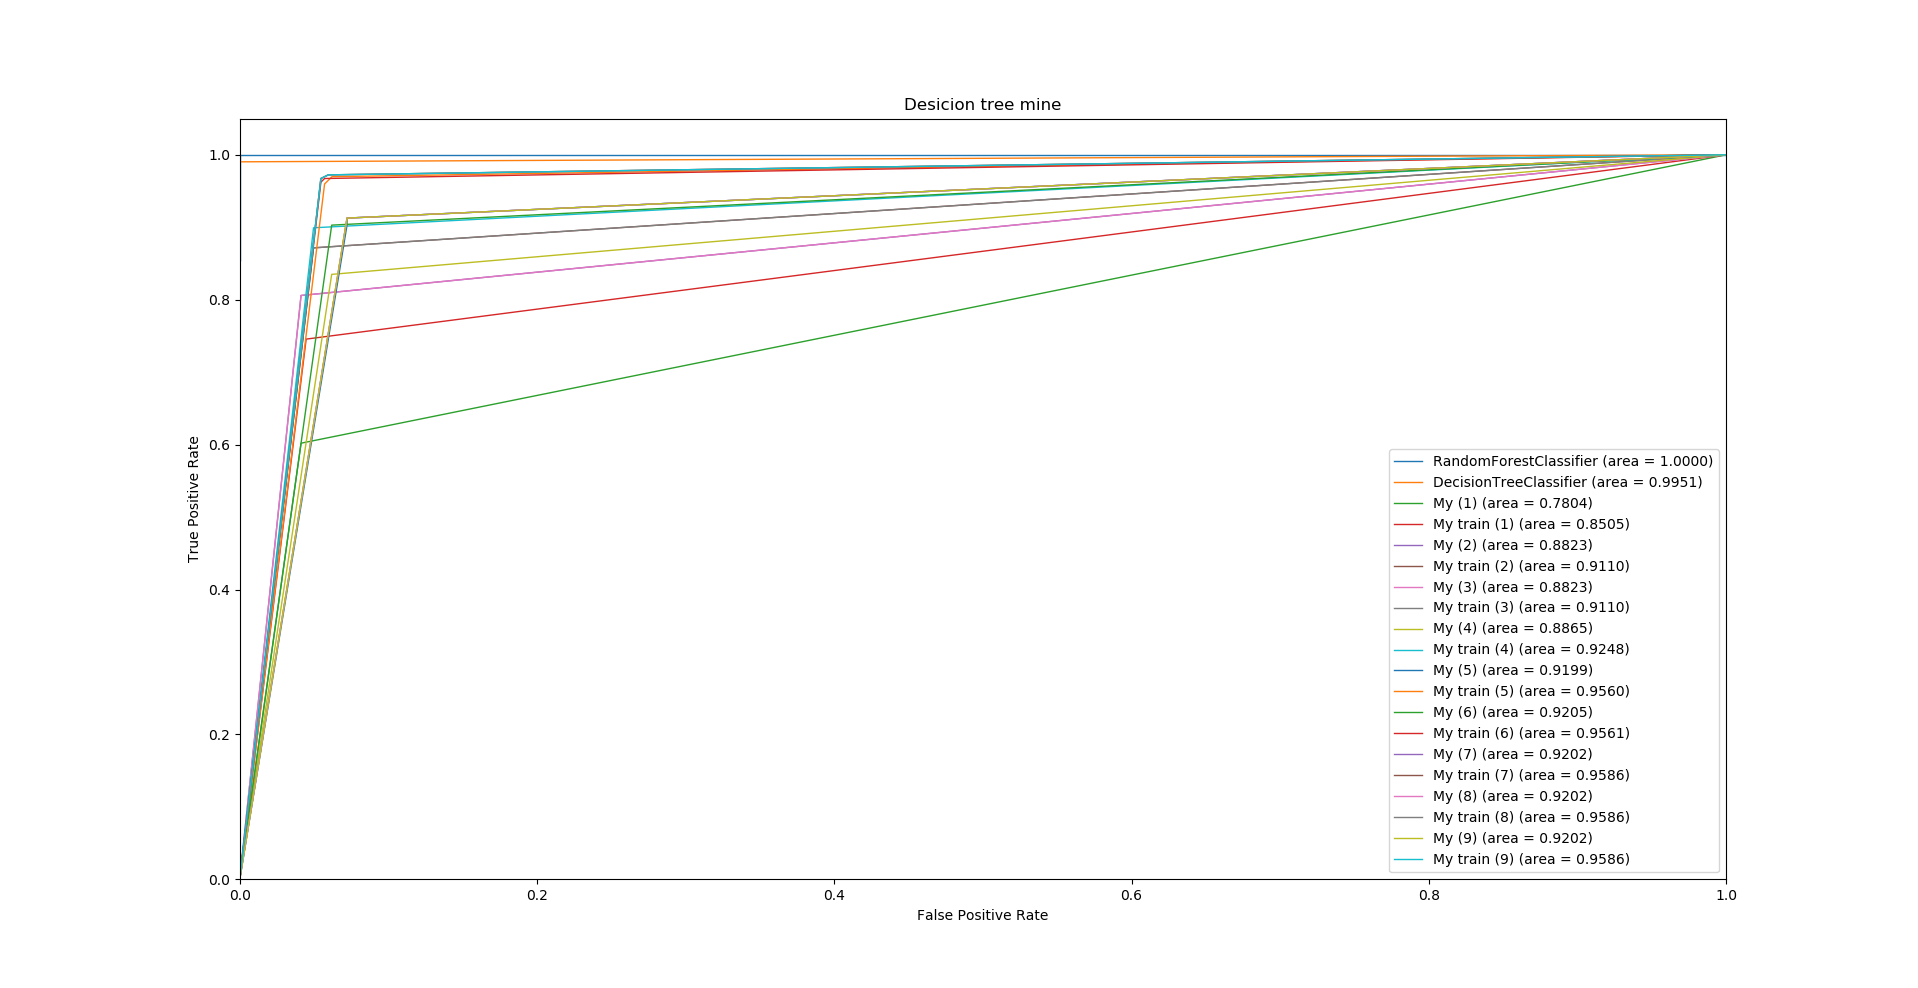 Desicion tree mine
True Positive Rate
1.0
0.8
0.6
0.4
0.2
0.0
RandomForestClassifier (area = 1.0000)
DecisionTreeClassifier (area = 0.9951)
My (1) (area = 0.7804)
My train (1) (area = 0.8505)
My (2) (area = 0.8823)
My train (2) (area = 0.9110)
My (3) (area = 0.8823)
My train (3) (area = 0.9110)
My (4) (area = 0.8865)
My train (4) (area = 0.9248)
My (5) (area = 0.9199)
My train (5) (area = 0.9560)
My (6) (area = 0.9205)
My train (6) (area = 0.9561)
My (7) (area = 0.9202)
My train (7) (area = 0.9586)
My (8) (area = 0.9202)
My train (8) (area = 0.9586)
My (9) (area = 0.9202)
My train (9) (area = 0.9586)
0.0 0.2 0.4 0.6 0.8 1.0
False Positive Rate